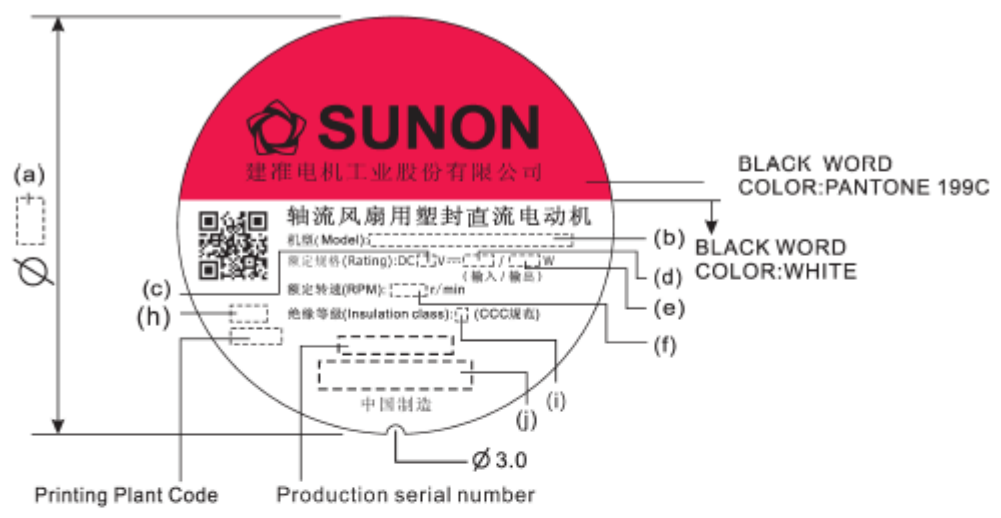 (a)
SUNON
建准电机工业股份有限公司
BLACK WORD
COLOR:PANTONE 199C
轴流风扇用塑封直流电动机
机型(Model):
(b)
额定规格(Rating):DC V⎓ / W
(输入/输出)
BLACK WORD
COLOR:WHITE
(c)
(d)
(e)
额定转速(RPM): r/min
(h)
绝缘等级(Insulation class): (CCC规范)
(f)
(i)
(j)
中国制造
Ø 3.0
Printing Plant Code
Production serial number